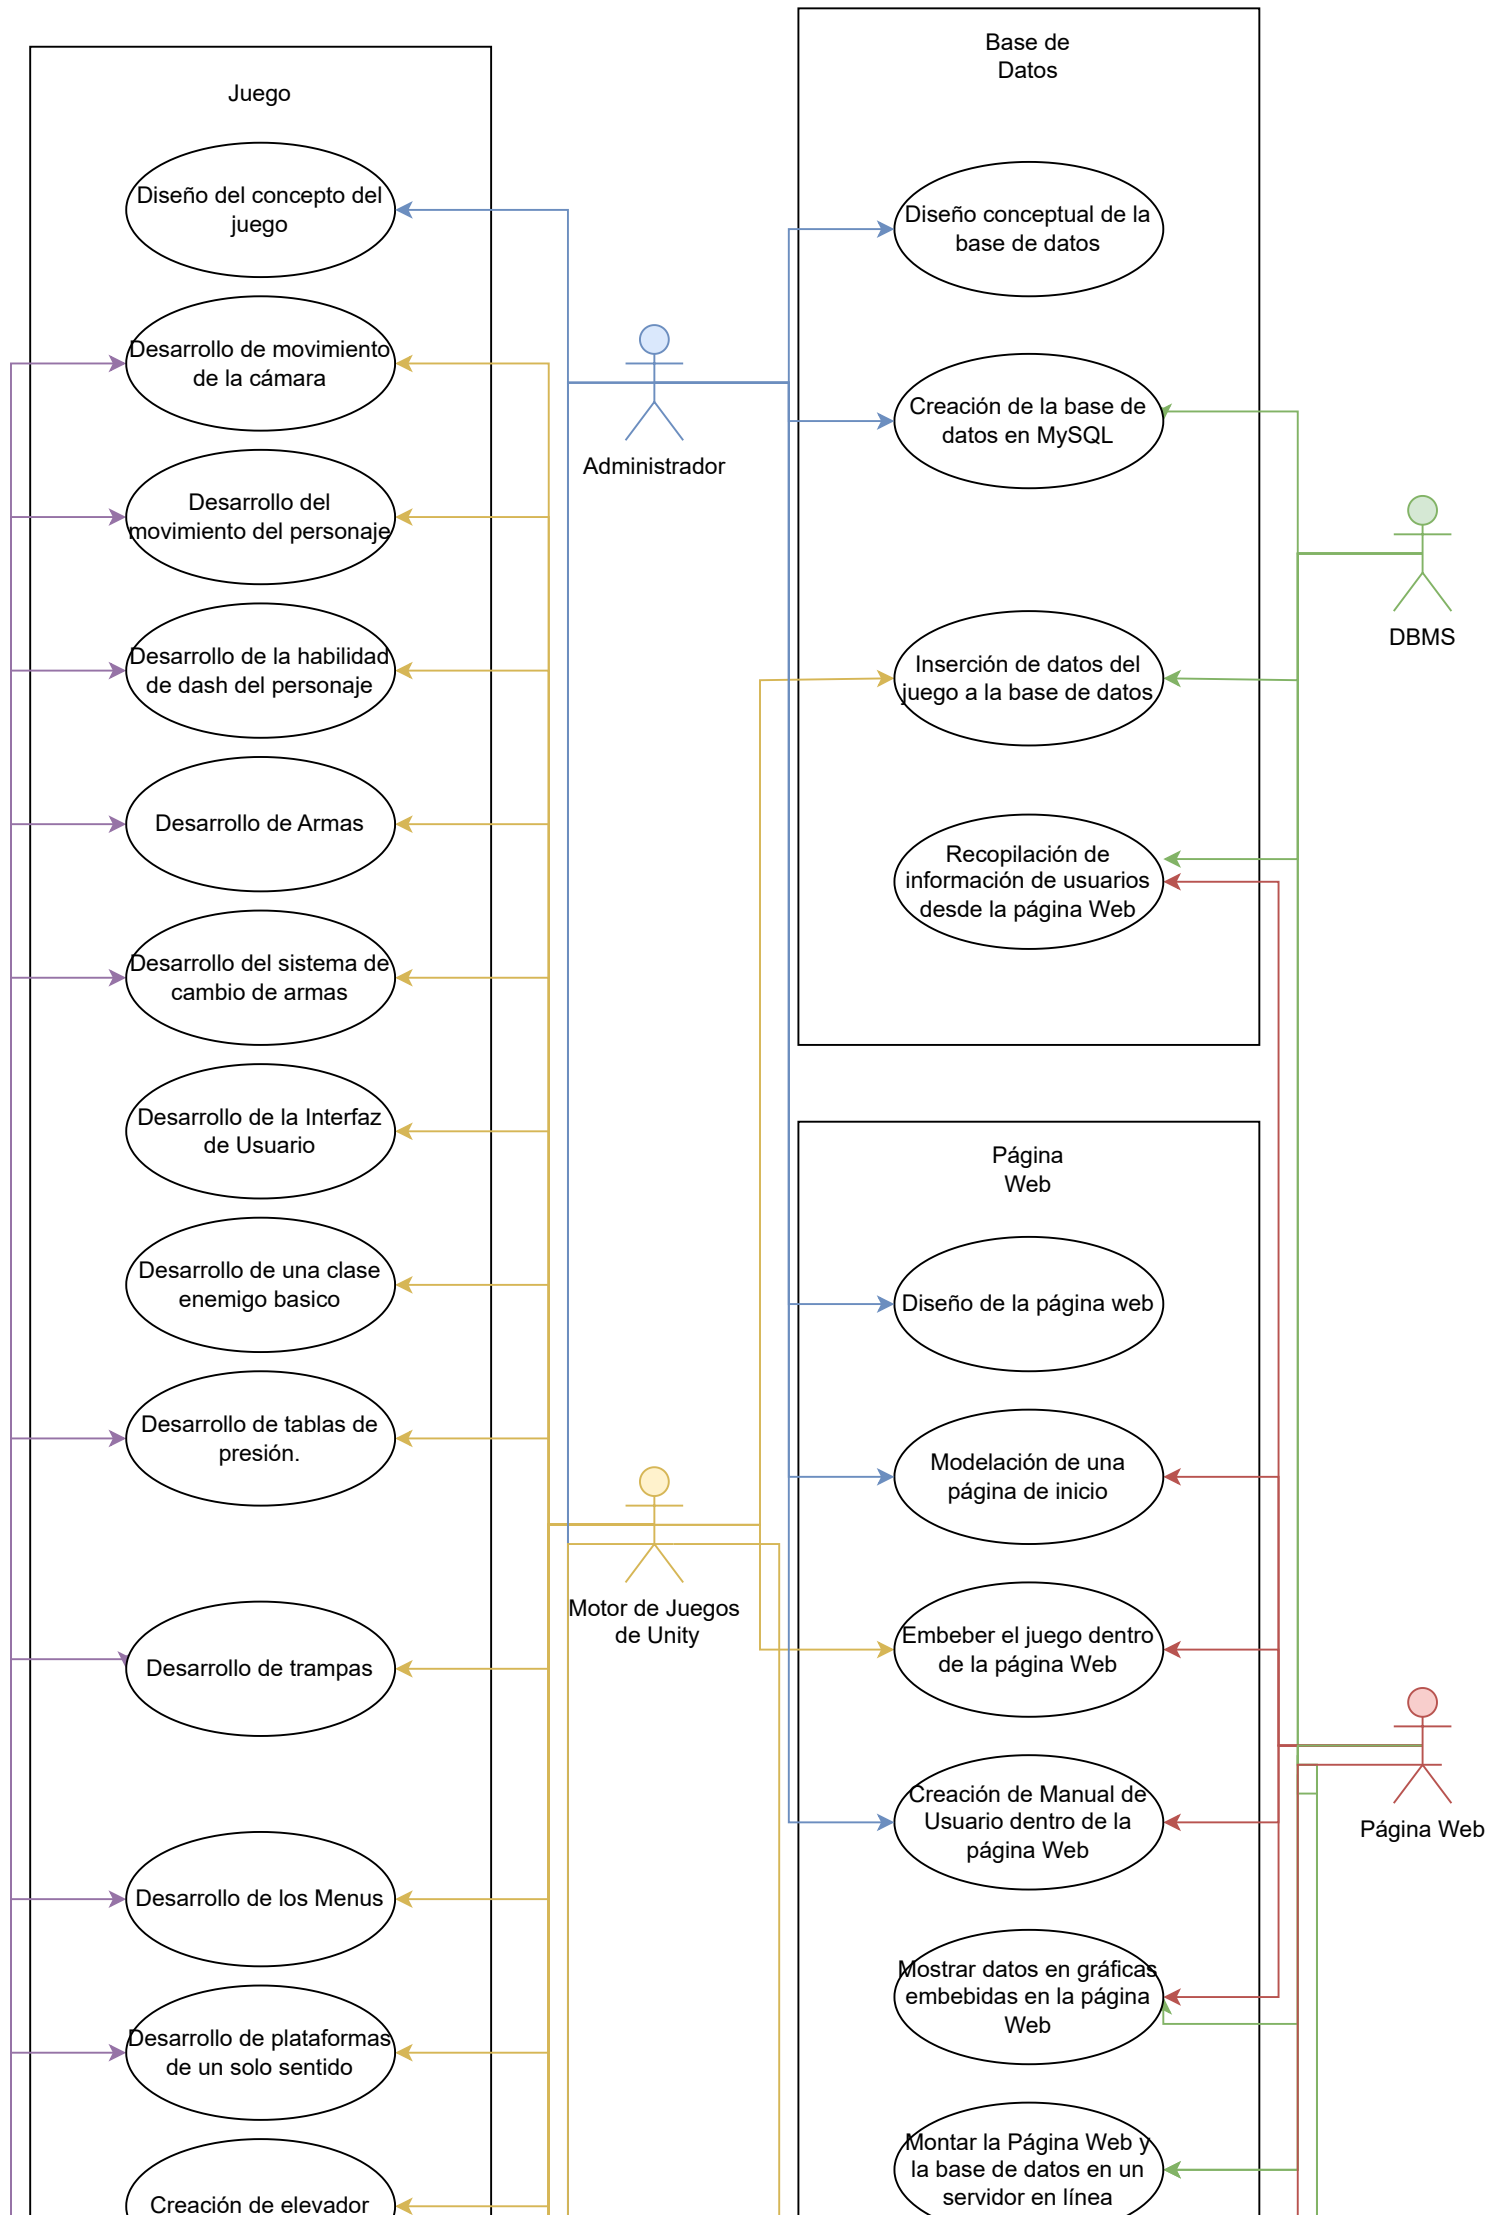 Juego
Diseño del concepto del
juego
Desarrollo de movimiento
de la cámara
Desarrollo del
movimiento del personaje
Desarrollo de la habilidad
de dash del personaje
Desarrollo de Armas
Desarrollo del sistema de
cambio de armas
Desarrollo de la Interfaz
de Usuario
Desarrollo de una clase
enemigo basico
Desarrollo de tablas de
presión.
Desarrollo de trampas
Desarrollo de los Menus
Desarrollo de plataformas
de un solo sentido
Creación de elevador
Administrador
Motor de Juegos
de Unity
Base de
Datos
Diseño conceptual de la
base de datos
Creación de la base de
datos en MySQL
Inserción de datos del
juego a la base de datos
Recopilación de
información de usuarios
desde la página Web
Página
Web
Diseño de la página web
Modelación de una
página de inicio
Embeber el juego dentro
de la página Web
Creación de Manual de
Usuario dentro de la
página Web
Mostrar datos en gráficas
embebidas en la página
Web
Montar la Página Web y
la base de datos en un
servidor en línea
DBMS
Página Web